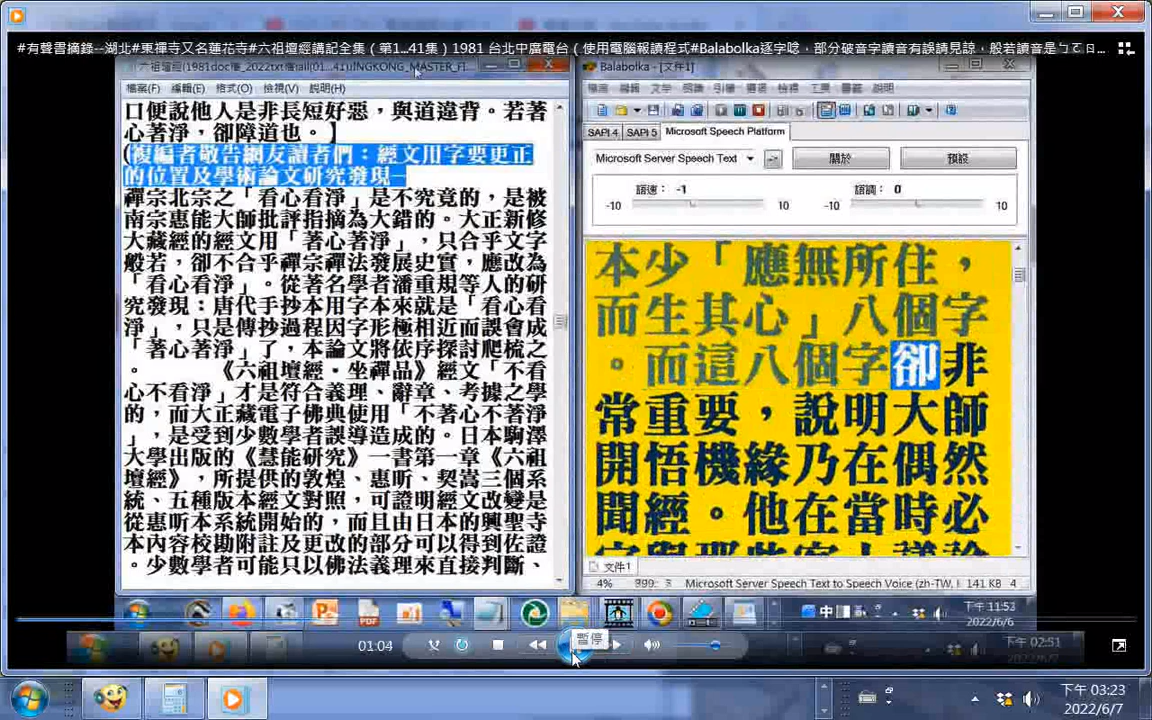 #有聲書摘錄--湖北#東禪寺又名蓮花寺#六祖壇經講記全集（第1...41集）1981 台北中廣電台（使用電腦報讀程式#Balabolka逐字唸，部分破音字讀音有誤請見諒，般若讀音是ㄅㄛㄖ...
檔案(F) 編輯(E) 格式(O) 檢視(V) 說明(H)
口便說他人是非長短好惡，與道違背。若著
心著淨，卻障道也。】
(複編者敬告網友讀者們：經文用字要更正
的位置及學術論文研究發現—
禪宗北宗之「看心看淨」是不究竟的，是被
南宗惠能大師批評指摘為大錯的。大正新修
大藏經的經文用「著心著淨」，只合乎文字
般若，卻不合乎禪宗禪法發展史實，應改為
「看心看淨」。從著名學者潘重規等人的研
究發現：唐代手抄本用字本來就是「看心看
淨」，只是傳抄過程因字形極相近而誤會成
「著心著淨」了，本論文將依序探討爬梳之
。　　　《六祖壇經・坐禪品》經文「不看
心不看淨」才是符合義理、辭章、考據之學
的，而大正藏電子佛典使用「不著心不著淨
」，是受到少數學者誤導造成的。日本駒澤
大學出版的《慧能研究》一書第一章《六祖
壇經》，所提供的敦煌、惠昕、契嵩三個系
統、五種版本經文對照，可證明經文改變是
從惠昕本系統開始的，而且由日本的興聖寺
本內容校勘附註及更改的部分可以得到佐證
。少數學者可能只以佛法義理來直接判斷、
Balabolka - [文件1]
SAPI 4 SAPI 5 Microsoft Speech Platform
Microsoft Server Speech Text
關於
預設
語速： -1
語調： 0
-10 10 -10 10
本少「應無所住，
而生其心」八個字
。而這八個字卻非
常重要，說明大師
開悟機緣乃在偶然
聞經。他在當時必
文件1
4% Microsoft Server Speech Text to Speech Voice (zh-TW, 141 KB 4
中
下午 11:53
2022/6/6
01:04
暫停
下午 02:51
下午 03:23
2022/6/7